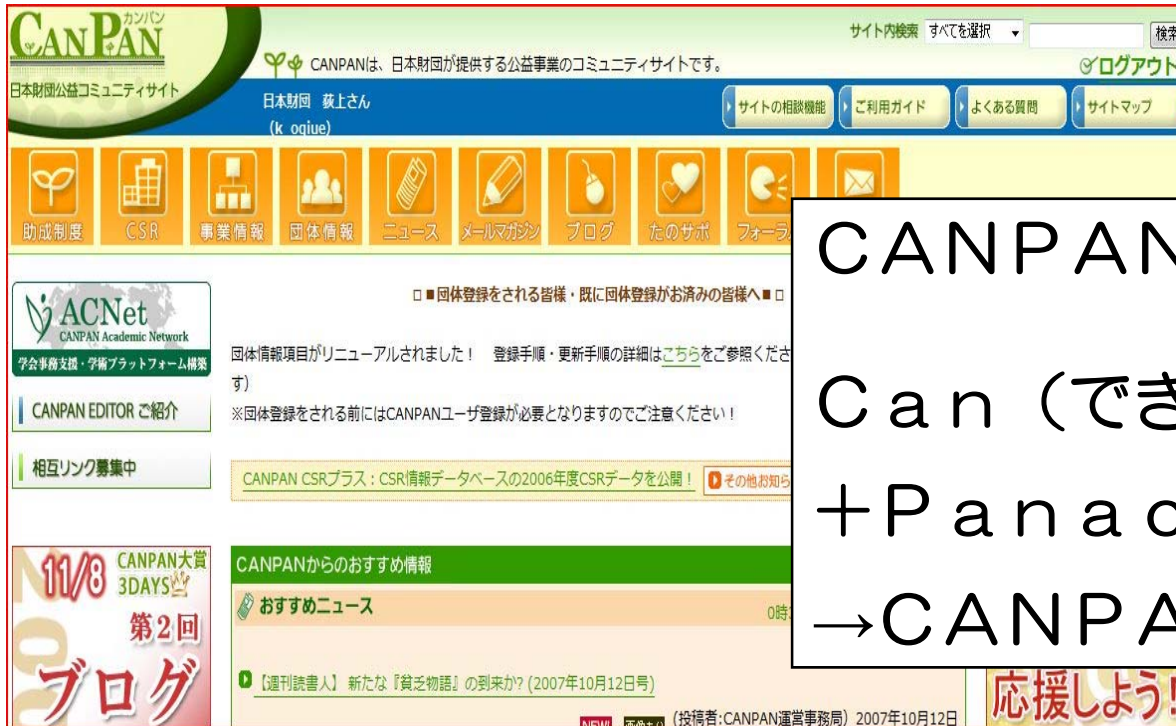 カンパン
CANPAN
日本財団公益コミュニティサイト
サイト内検索 すべてを選択 検索
CANPANは、日本財団が提供する公益事業のコミュニティサイトです。
ログアウト
日本財団 荻上さん
(k_ogiue)
サイトの相談機能 ご利用ガイド よくある質問 サイトマップ
助成制度 CSR 事業情報 団体情報 ニュース メールマガジン ブログ たのサポ フォーラ
CANPAN
Can(でき
+Pana
→CANPA
ACNet
CANPAN Academic Network
学会事務支援・学術プラットフォーム構築
CANPAN EDITOR ご紹介
相互リンク募集中
□■団体登録をされる皆様・既に団体登録がお済みの皆様へ■□
団体情報項目がリニューアルされました! 登録手順・更新手順の詳細はこちらをご参照くださ
す)
※団体登録をされる前にはCANPANユーザ登録が必要となりますのでご注意ください!
CANPAN CSRプラス:CSR情報データベースの2006年度CSRデータを公開! その他お知ら
11/8 CANPAN大賞
3DAYS
第2回
ブログ
CANPANからのおすすめ情報
おすすめニュース
0時
【週刊読書人】 新たな『貧乏物語』の到来か? (2007年10月12日号)
NEW! 画像あり (投稿者:CANPAN運営事務局) 2007年10月12日
応援しよう!